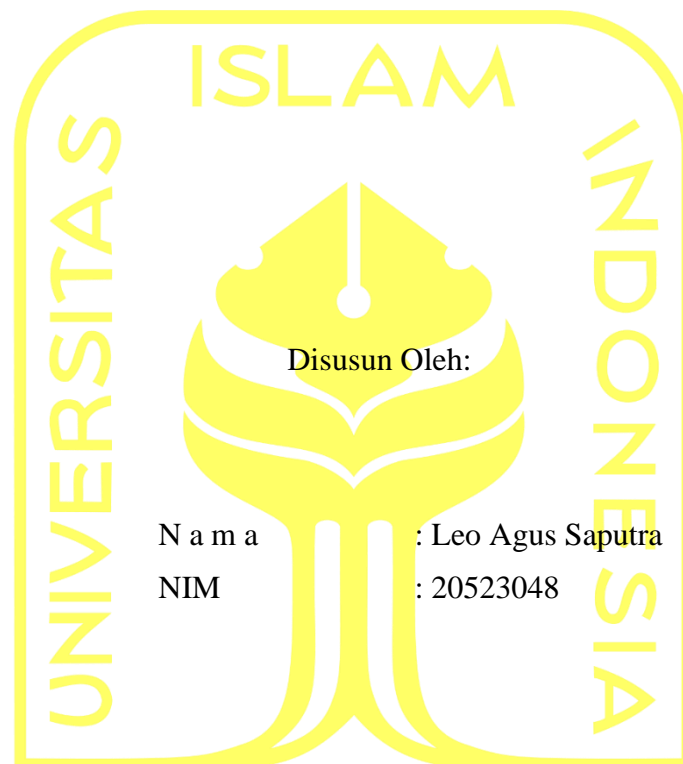 ISLAM
UNIVERSITAS
INDONESIA
Disusun Oleh:
N a m a : Leo Agus Saputra
NIM : 20523048